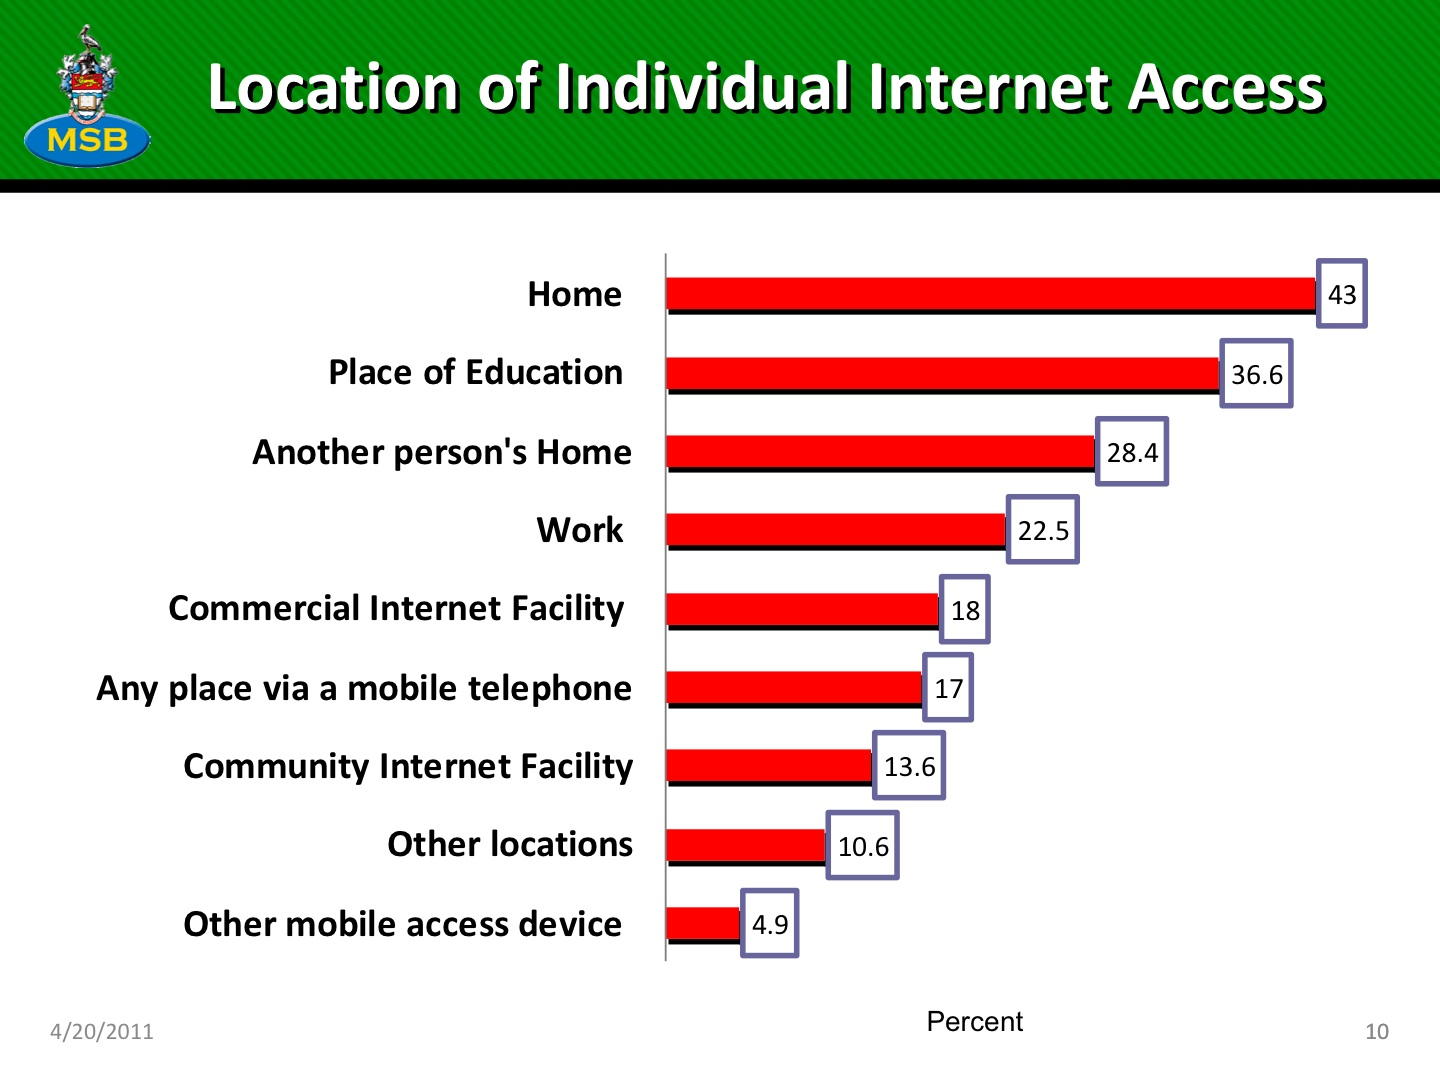 Location of Individual Internet Access
MSB
Home 43
Place of Education 36.6
Another person's Home 28.4
Work 22.5
Commercial Internet Facility 18
Any place via a mobile telephone 17
Community Internet Facility 13.6
Other locations 10.6
Other mobile access device 4.9
Percent
4/20/2011
10